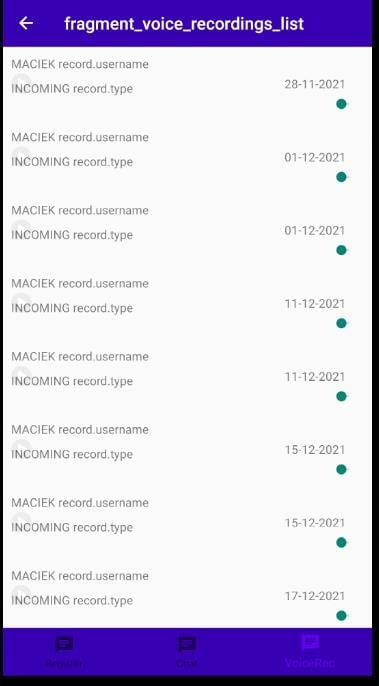 fragment_voice_recordings_list
MACIEK record.username
INCOMING record.type
28-11-2021
MACIEK record.username
INCOMING record.type
01-12-2021
MACIEK record.username
INCOMING record.type
01-12-2021
MACIEK record.username
INCOMING record.type
11-12-2021
MACIEK record.username
INCOMING record.type
11-12-2021
MACIEK record.username
INCOMING record.type
15-12-2021
MACIEK record.username
INCOMING record.type
15-12-2021
MACIEK record.username
INCOMING record.type
17-12-2021
Register Chat VoiceRec